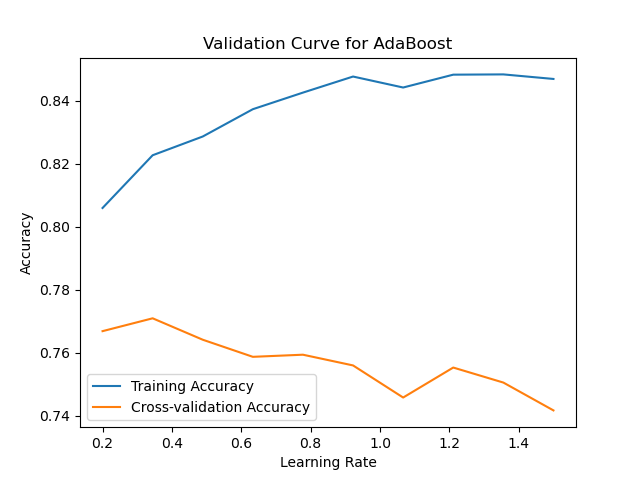 Validation Curve for AdaBoost
0.84
0.82
0.80
0.78
0.76
0.74
Accuracy
Training Accuracy
Cross-validation Accuracy
0.2 0.4 0.6 0.8 1.0 1.2 1.4
Learning Rate